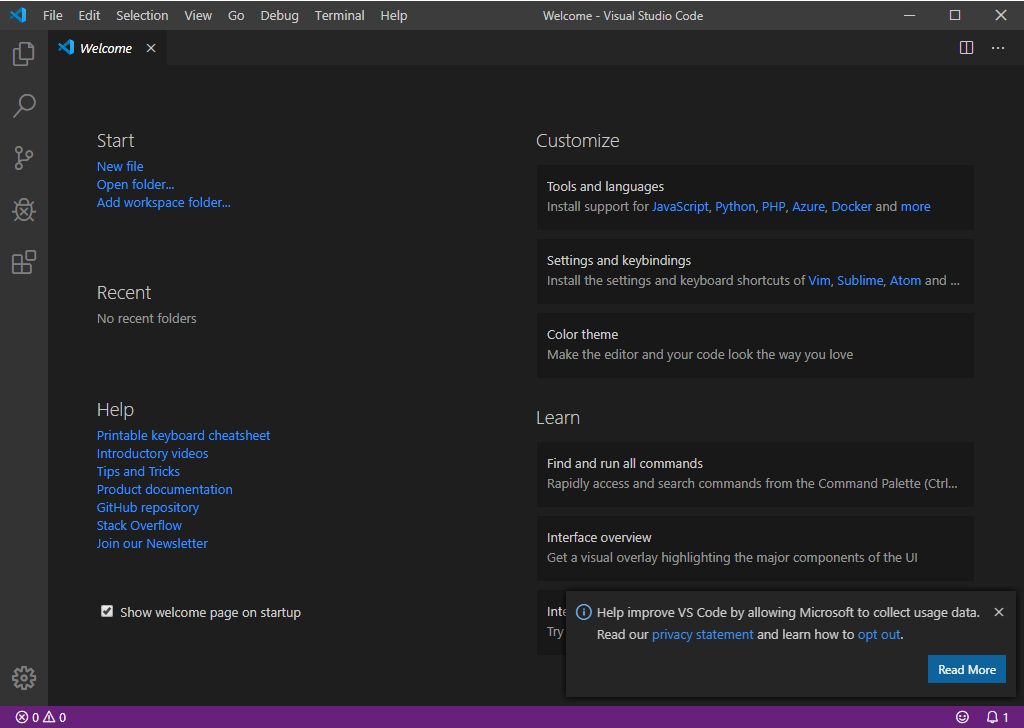 File Edit Selection View Go Debug Terminal Help Welcome - Visual Studio Code
Welcome
Start
New file
Open folder...
Add workspace folder...
Recent
No recent folders
Help
Printable keyboard cheatsheet
Introductory videos
Tips and Tricks
Product documentation
GitHub repository
Stack Overflow
Join our Newsletter
Show welcome page on startup
Customize
Tools and languages
Install support for JavaScript, Python, PHP, Azure, Docker and more
Settings and keybindings
Install the settings and keyboard shortcuts of Vim, Sublime, Atom and ...
Color theme
Make the editor and your code look the way you love
Learn
Find and run all commands
Rapidly access and search commands from the Command Palette (Ctrl...
Interface overview
Get a visual overlay highlighting the major components of the UI
Try
Help improve VS Code by allowing Microsoft to collect usage data.
Read our privacy statement and learn how to opt out.
Read More
0 0 1